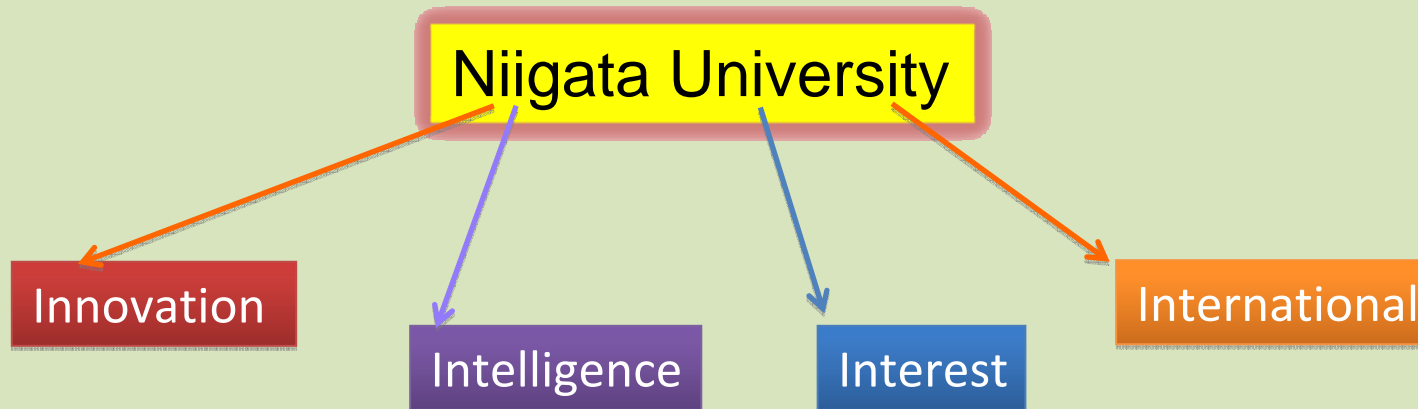 Niigata University
Innovation
International
Intelligence
Interest